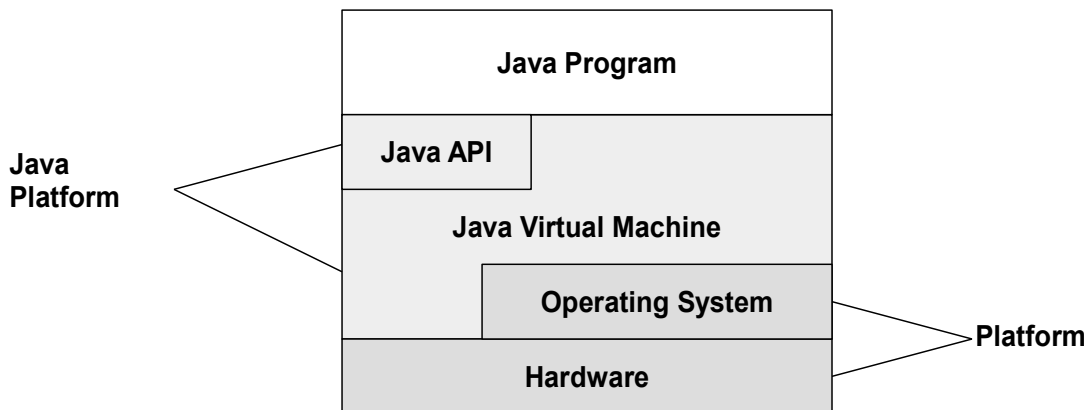 Java Program
Java API
Java
Platform
Java Virtual Machine
Operating System
Platform
Hardware